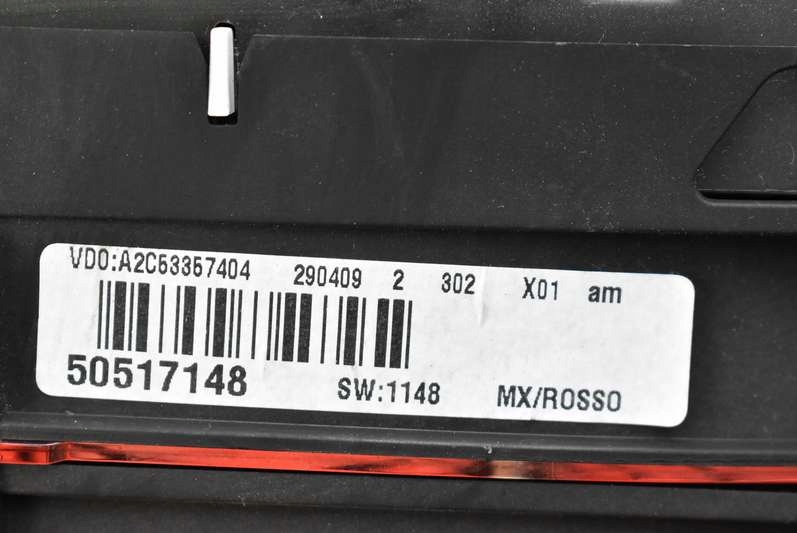 VDO:A2C53357404 290409 2 302 X01 am
50517148 SW:1148 MX/ROSSO